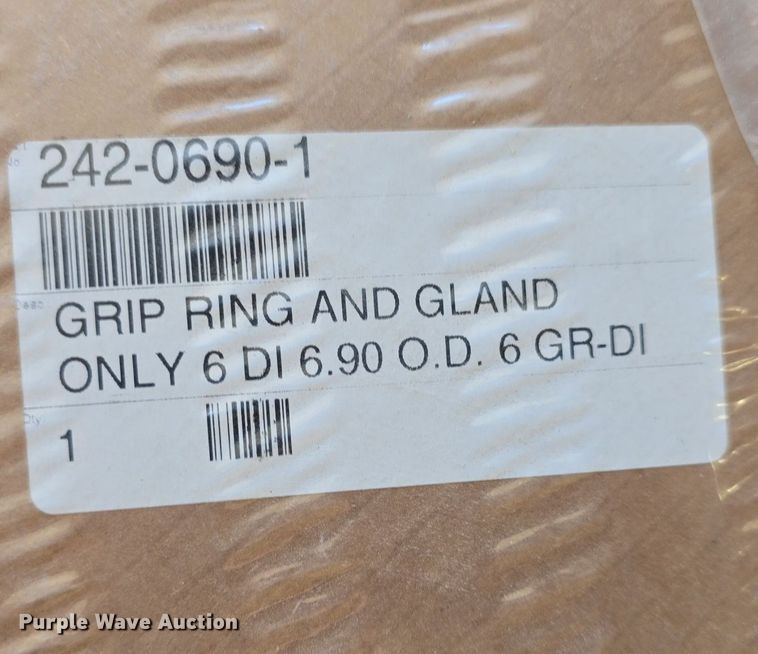 242-0690-1
GRIP RING AND GLAND
ONLY 6 DI 6.90 O.D. 6 GR-DI
Qty
1
Purple Wave Auction